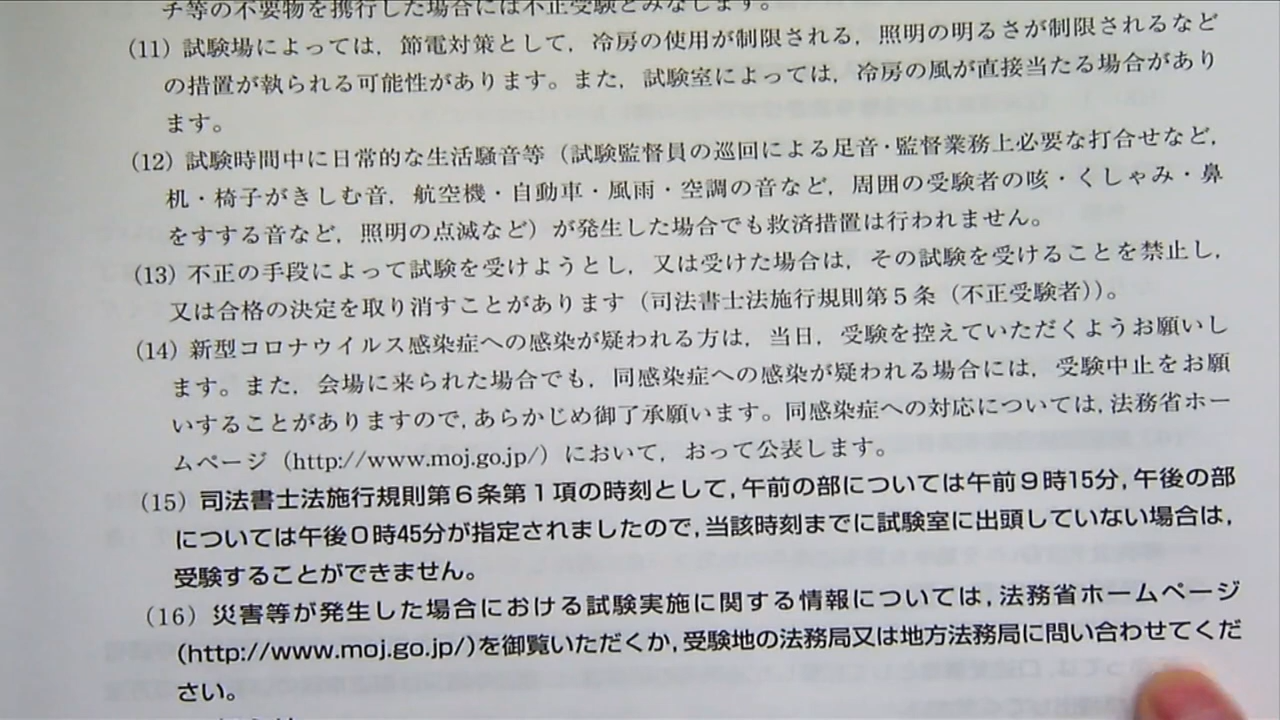 チ等の不要物を携行した場合には不正受験とみなします。
(11) 試験場によっては，節電対策として，冷房の使用が制限される，照明の明るさが制限されるなど
の措置が執られる可能性があります。また，試験室によっては，冷房の風が直接当たる場合があり
ます。
(12) 試験時間中に日常的な生活騒音等（試験監督員の巡回による足音・監督業務上必要な打合せなど，
机・椅子がきしむ音，航空機・自動車・風雨・空調の音など，周囲の受験者の咳・くしゃみ・鼻
をすする音など，照明の点滅など）が発生した場合でも救済措置は行われません。
(13) 不正の手段によって試験を受けようとし，又は受けた場合は，その試験を受けることを禁止し，
又は合格の決定を取り消すことがあります（司法書士法施行規則第５条（不正受験者））。
(14) 新型コロナウイルス感染症への感染が疑われる方は，当日，受験を控えていただくようお願いし
ます。また，会場に来られた場合でも，同感染症への感染が疑われる場合には，受験中止をお願
いすることがありますので，あらかじめ御了承願います。同感染症への対応については，法務省ホー
ムページ（http://www.moj.go.jp/）において，おって公表します。
(15) 司法書士法施行規則第６条第１項の時刻として，午前の部については午前９時15分，午後の部
については午後０時45分が指定されましたので，当該時刻までに試験室に出頭していない場合は，
受験することができません。
(16) 災害等が発生した場合における試験実施に関する情報については，法務省ホームページ
(http://www.moj.go.jp/)を御覧いただくか，受験地の法務局又は地方法務局に問い合わせてくだ
さい。